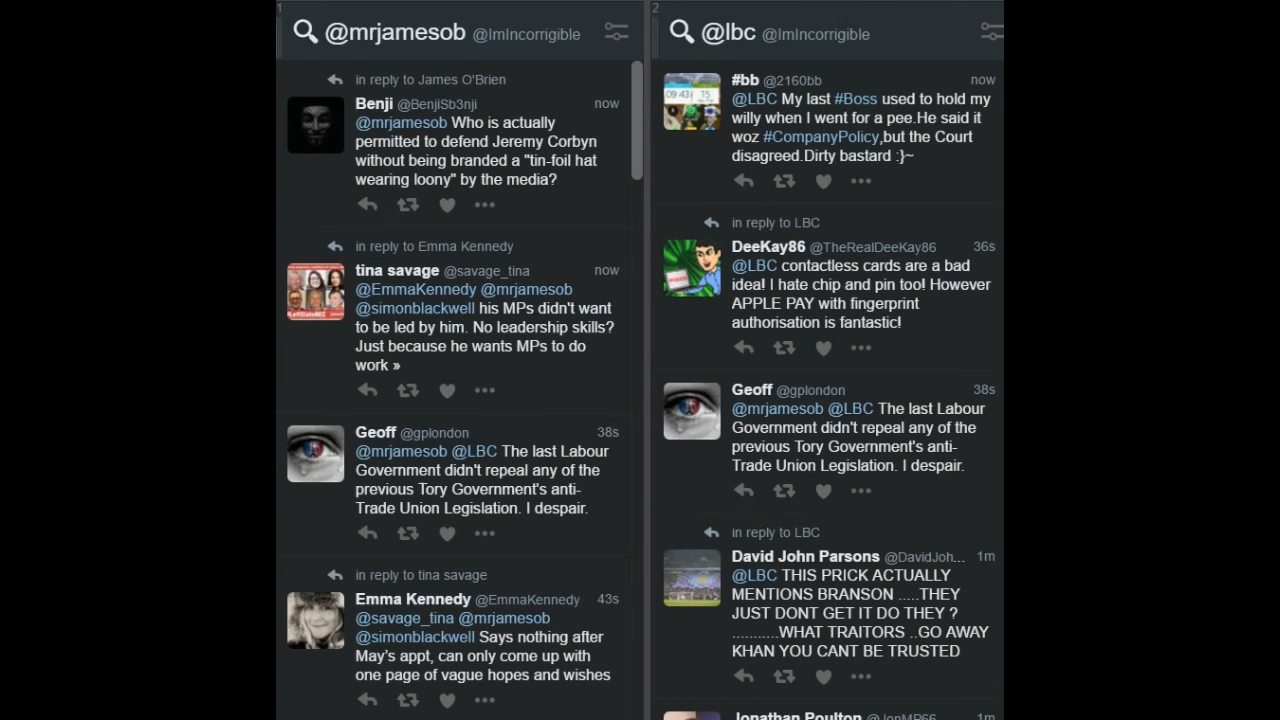 1
@mrjamesob @ImIncorrigible
in reply to James O'Brien
Benji @BenjiSb3nji now
@mrjamesob Who is actually
permitted to defend Jeremy Corbyn
without being branded a "tin-foil hat
wearing loony" by the media?
in reply to Emma Kennedy
tina savage @savage_tina now
@EmmaKennedy @mrjamesob
@simonblackwell his MPs didn't want
to be led by him. No leadership skills?
Just because he wants MPs to do
work »
Geoff @gplondon 38s
@mrjamesob @LBC The last Labour
Government didn't repeal any of the
previous Tory Government's anti-
Trade Union Legislation. I despair.
in reply to tina savage
Emma Kennedy @EmmaKennedy 43s
@savage_tina @mrjamesob
@simonblackwell Says nothing after
May's appt, can only come up with
one page of vague hopes and wishes
2
@lbc @ImIncorrigible
#bb @2160bb now
@LBC My last #Boss used to hold my
willy when I went for a pee.He said it
woz #CompanyPolicy,but the Court
disagreed.Dirty bastard :}~
in reply to LBC
DeeKay86 @TheRealDeeKay86 36s
@LBC contactless cards are a bad
idea! I hate chip and pin too! However
APPLE PAY with fingerprint
authorisation is fantastic!
Geoff @gplondon 38s
@mrjamesob @LBC The last Labour
Government didn't repeal any of the
previous Tory Government's anti-
Trade Union Legislation. I despair.
in reply to LBC
David John Parsons @DavidJoh... 1m
@LBC THIS PRICK ACTUALLY
MENTIONS BRANSON .....THEY
JUST DONT GET IT DO THEY ?
...........WHAT TRAITORS ..GO AWAY
KHAN YOU CANT BE TRUSTED
Jonathan Poulton @JonMP66 1m